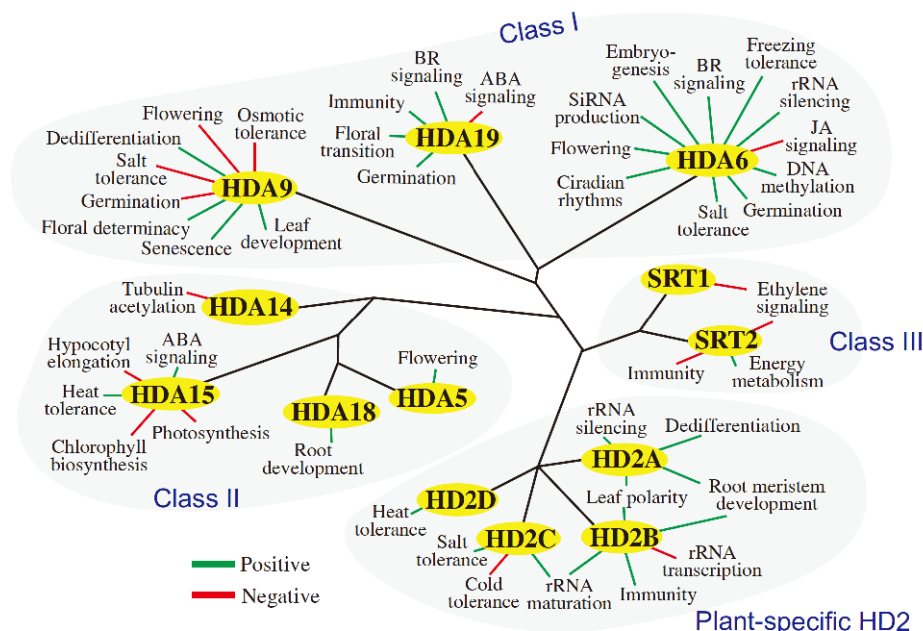 Class I
Flowering
Osmotic
tolerance
Dedifferentiation
Salt
tolerance
Germination
Floral determinacy
Senescence
Leaf
development
HDA9
BR
signaling
ABA
signaling
Immunity
Floral
transition
Germination
HDA19
Embryo-
genesis
BR
signaling
Freezing
tolerance
rRNA
silencing
SiRNA
production
JA
signaling
Flowering
DNA
methylation
Ciradian
rhythms
Salt
tolerance
Germination
HDA6
Tubulin
acetylation
HDA14
Hypocotyl
elongation
ABA
signaling
Heat
tolerance
HDA15
Chlorophyll
biosynthesis
Photosynthesis
HDA18
Root
development
Flowering
HDA5
Class II
SRT1
Ethylene
signaling
SRT2
Immunity
Energy
metabolism
Class III
rRNA
silencing
Dedifferentiation
HD2A
Leaf polarity
Root meristem
development
HD2D
Heat
tolerance
HD2C
Salt
tolerance
Cold
tolerance
HD2B
rRNA
maturation
rRNA
transcription
Immunity
Plant-specific HD2
Positive
Negative